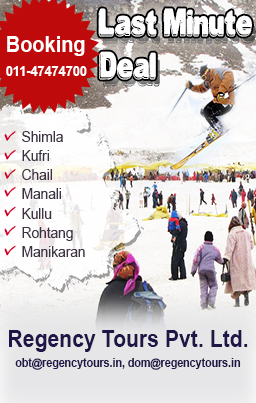 Last Minute
Deal
Booking
011-47474700
Shimla
Kufri
Chail
Manali
Kullu
Rohtang
Manikaran
Regency Tours Pvt. Ltd.
obt@regencytours.in, dom@regencytours.in